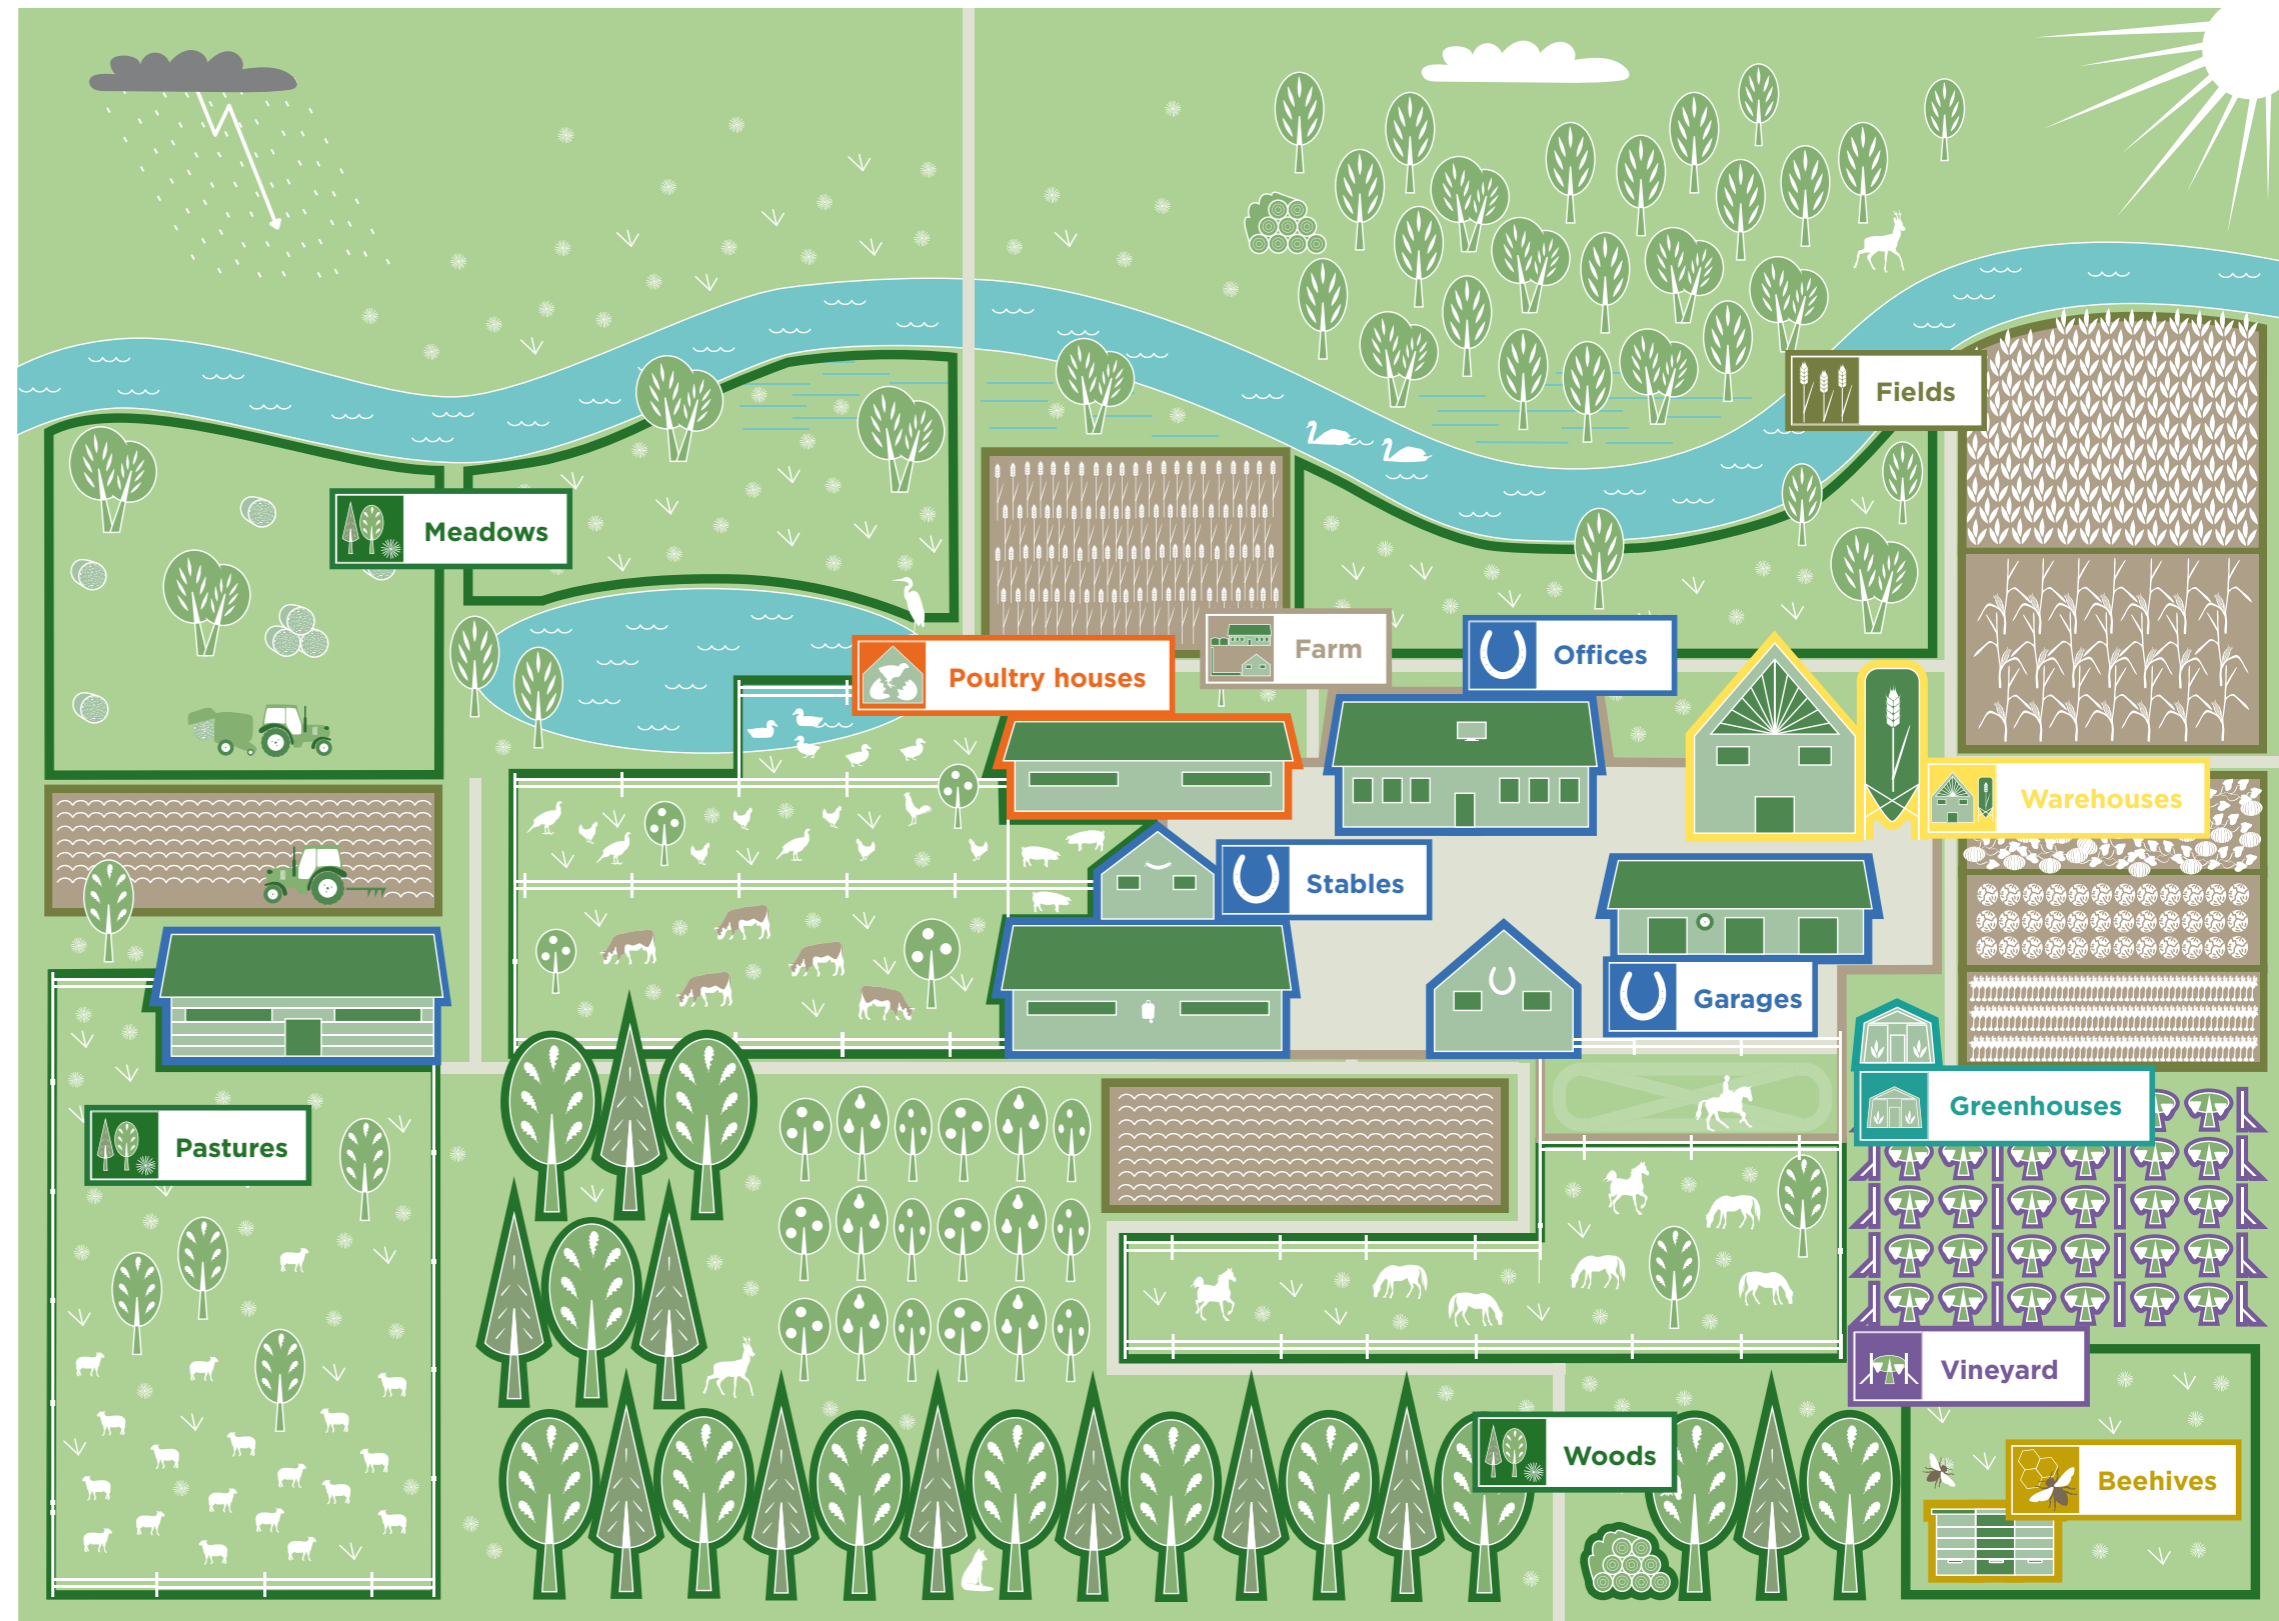 Fields
Meadows
Farm
Offices
Poultry houses
Warehouses
Stables
Garages
Greenhouses
Pastures
Vineyard
Woods
Beehives